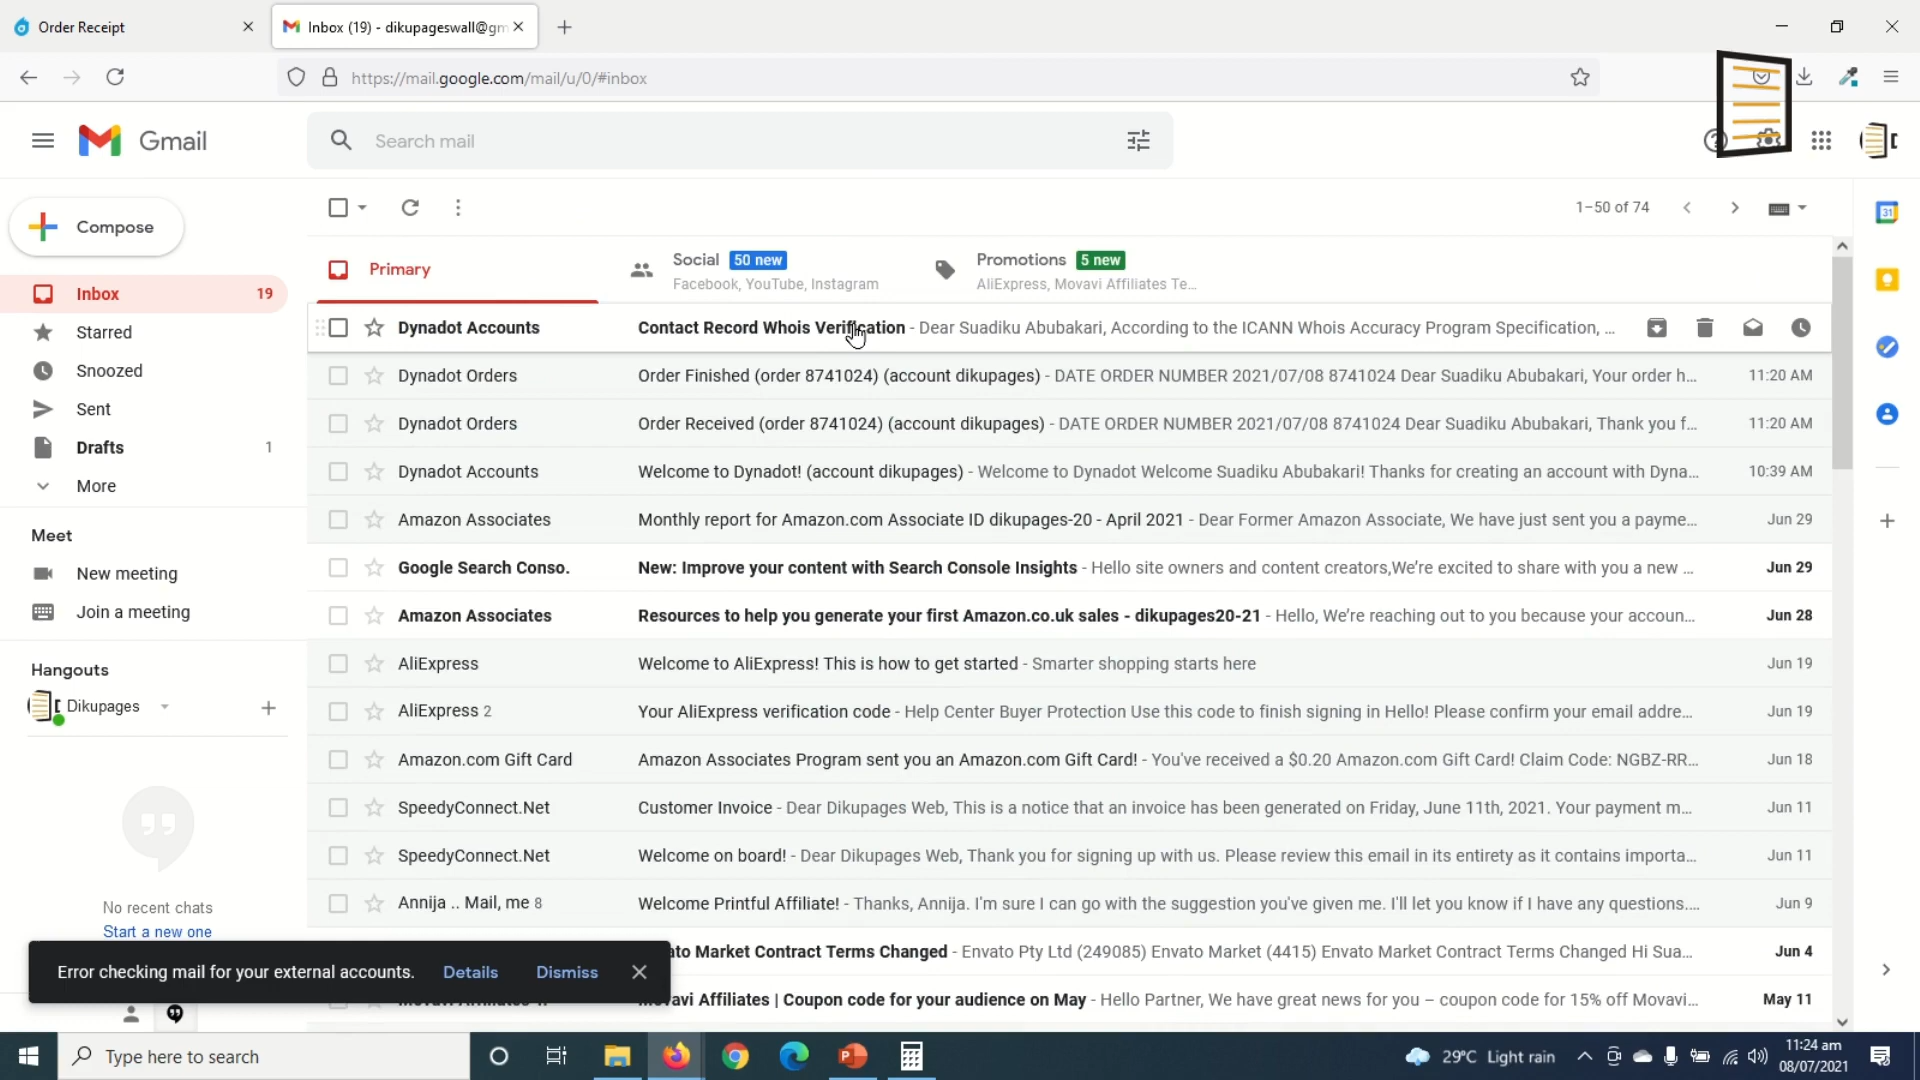 Order Receipt
Inbox (19) - dikupageswall@gm
https://mail.google.com/mail/u/0/#inbox
Gmail
Search mail
Compose
1–50 of 74
Inbox 19
Starred
Snoozed
Sent
Drafts 1
More
Meet
New meeting
Join a meeting
Hangouts
Dikupages
No recent chats
Start a new one
Primary
Social 50 new
Facebook, YouTube, Instagram
Promotions 5 new
AliExpress, Movavi Affiliates Te…
Dynadot Accounts Contact Record Whois Verification - Dear Suadiku Abubakari, According to the ICANN Whois Accuracy Program Specification, ...
Dynadot Orders Order Finished (order 8741024) (account dikupages) - DATE ORDER NUMBER 2021/07/08 8741024 Dear Suadiku Abubakari, Your order h... 11:20 AM
Dynadot Orders Order Received (order 8741024) (account dikupages) - DATE ORDER NUMBER 2021/07/08 8741024 Dear Suadiku Abubakari, Thank you f... 11:20 AM
Dynadot Accounts Welcome to Dynadot! (account dikupages) - Welcome to Dynadot Welcome Suadiku Abubakari! Thanks for creating an account with Dyna... 10:39 AM
Amazon Associates Monthly report for Amazon.com Associate ID dikupages-20 - April 2021 - Dear Former Amazon Associate, We have just sent you a payme... Jun 29
Google Search Conso. New: Improve your content with Search Console Insights - Hello site owners and content creators,We're excited to share with you a new ... Jun 29
Amazon Associates Resources to help you generate your first Amazon.co.uk sales - dikupages20-21 - Hello, We're reaching out to you because your accoun... Jun 28
AliExpress Welcome to AliExpress! This is how to get started - Smarter shopping starts here Jun 19
AliExpress 2 Your AliExpress verification code - Help Center Buyer Protection Use this code to finish signing in Hello! Please confirm your email addre... Jun 19
Amazon.com Gift Card Amazon Associates Program sent you an Amazon.com Gift Card! - You've received a $0.20 Amazon.com Gift Card! Claim Code: NGBZ-RR... Jun 18
SpeedyConnect.Net Customer Invoice - Dear Dikupages Web, This is a notice that an invoice has been generated on Friday, June 11th, 2021. Your payment m... Jun 11
SpeedyConnect.Net Welcome on board! - Dear Dikupages Web, Thank you for signing up with us. Please review this email in its entirety as it contains importa... Jun 11
Annija .. Mail, me 8 Welcome Printful Affiliate! - Thanks, Annija. I'm sure I can go with the suggestion you've given me. I'll let you know if I have any questions.... Jun 9
ato Market Contract Terms Changed - Envato Pty Ltd (249085) Envato Market (4415) Envato Market Contract Terms Changed Hi Sua... Jun 4
avi Affiliates | Coupon code for your audience on May - Hello Partner, We have great news for you – coupon code for 15% off Movavi... May 11
Error checking mail for your external accounts. Details Dismiss
Type here to search
29°C Light rain
11:24 am
08/07/2021